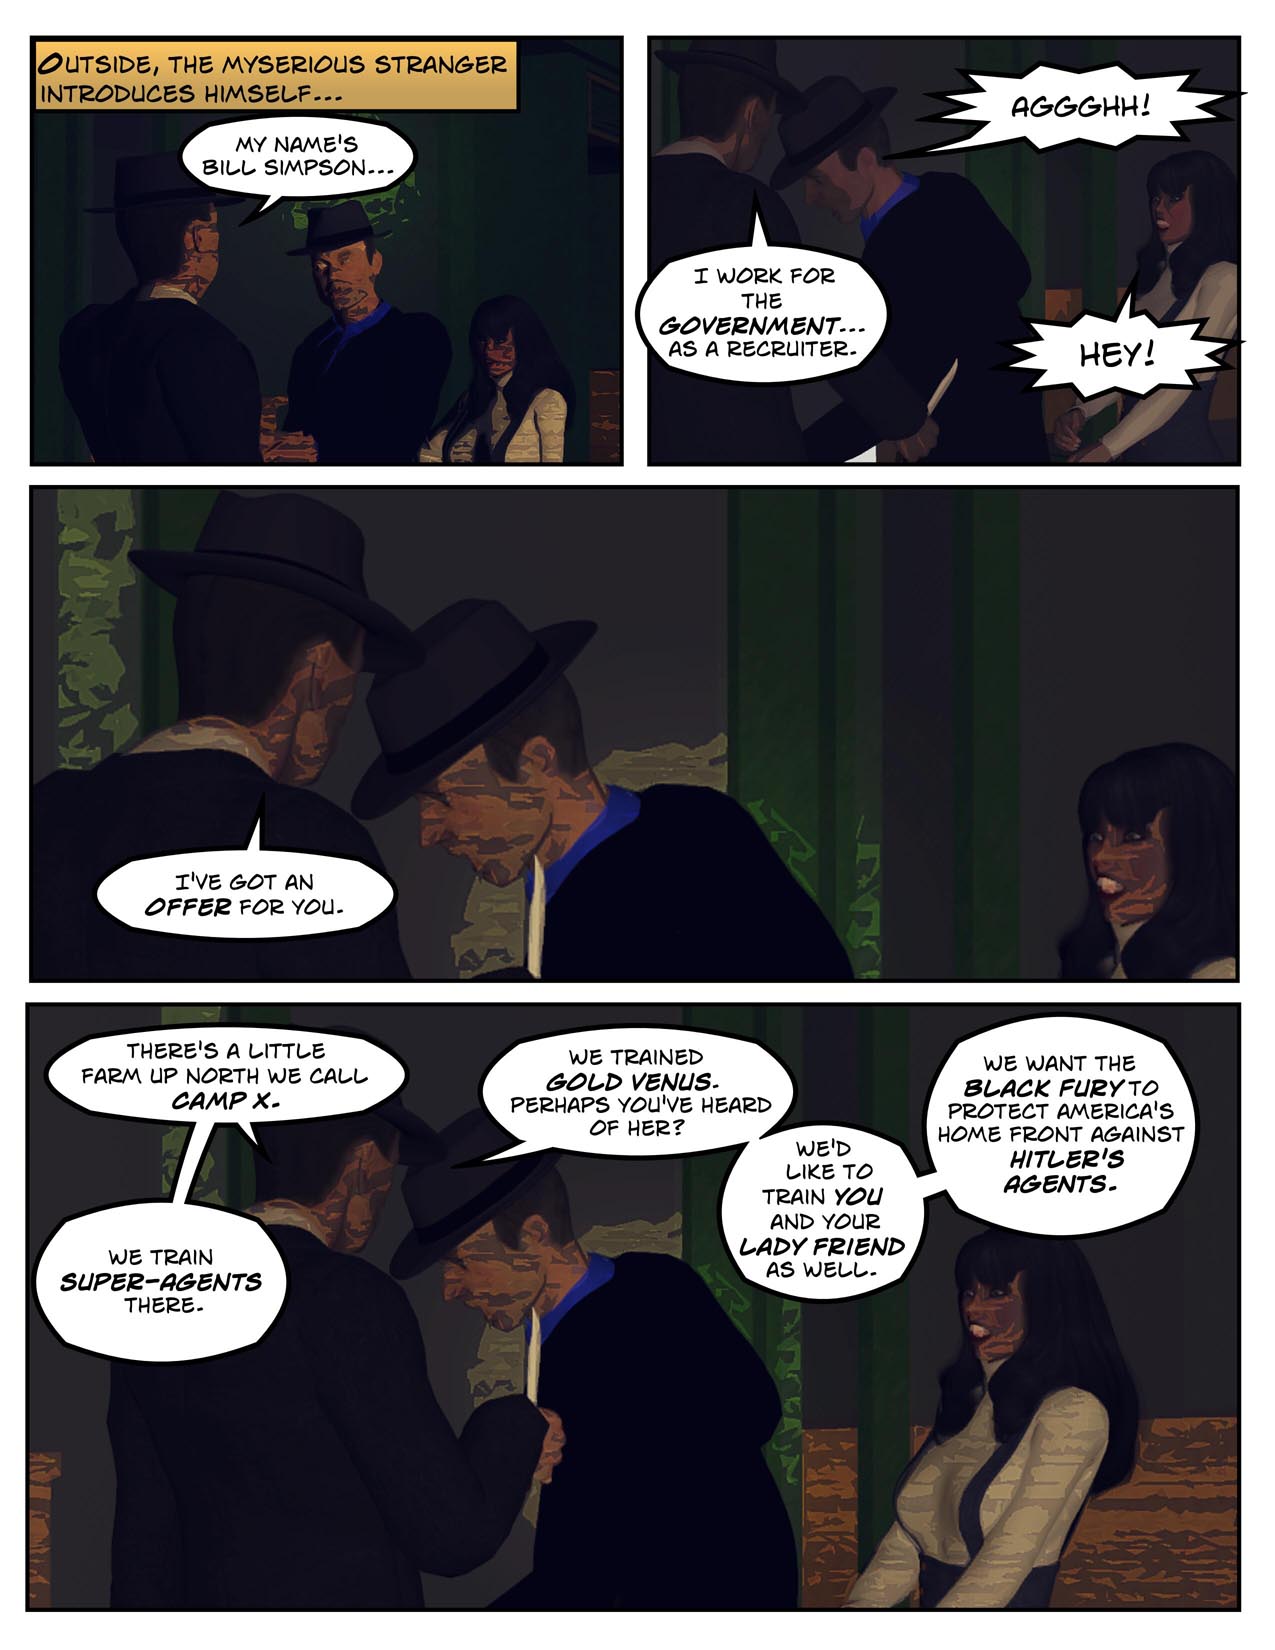 OUTSIDE, THE MYSERIOUS STRANGER
INTRODUCES HIMSELF...
MY NAME'S
BILL SIMPSON...
AGGGHH!
I WORK FOR
THE
GOVERNMENT...
AS A RECRUITER.
HEY!
I'VE GOT AN
OFFER FOR YOU.
THERE'S A LITTLE
FARM UP NORTH WE CALL
CAMP X.
WE TRAIN
SUPER-AGENTS
THERE.
WE TRAINED
GOLD VENUS.
PERHAPS YOU'VE HEARD
OF HER?
WE'D
LIKE TO
TRAIN YOU
AND YOUR
LADY FRIEND
AS WELL.
WE WANT THE
BLACK FURY TO
PROTECT AMERICA'S
HOME FRONT AGAINST
HITLER'S
AGENTS.